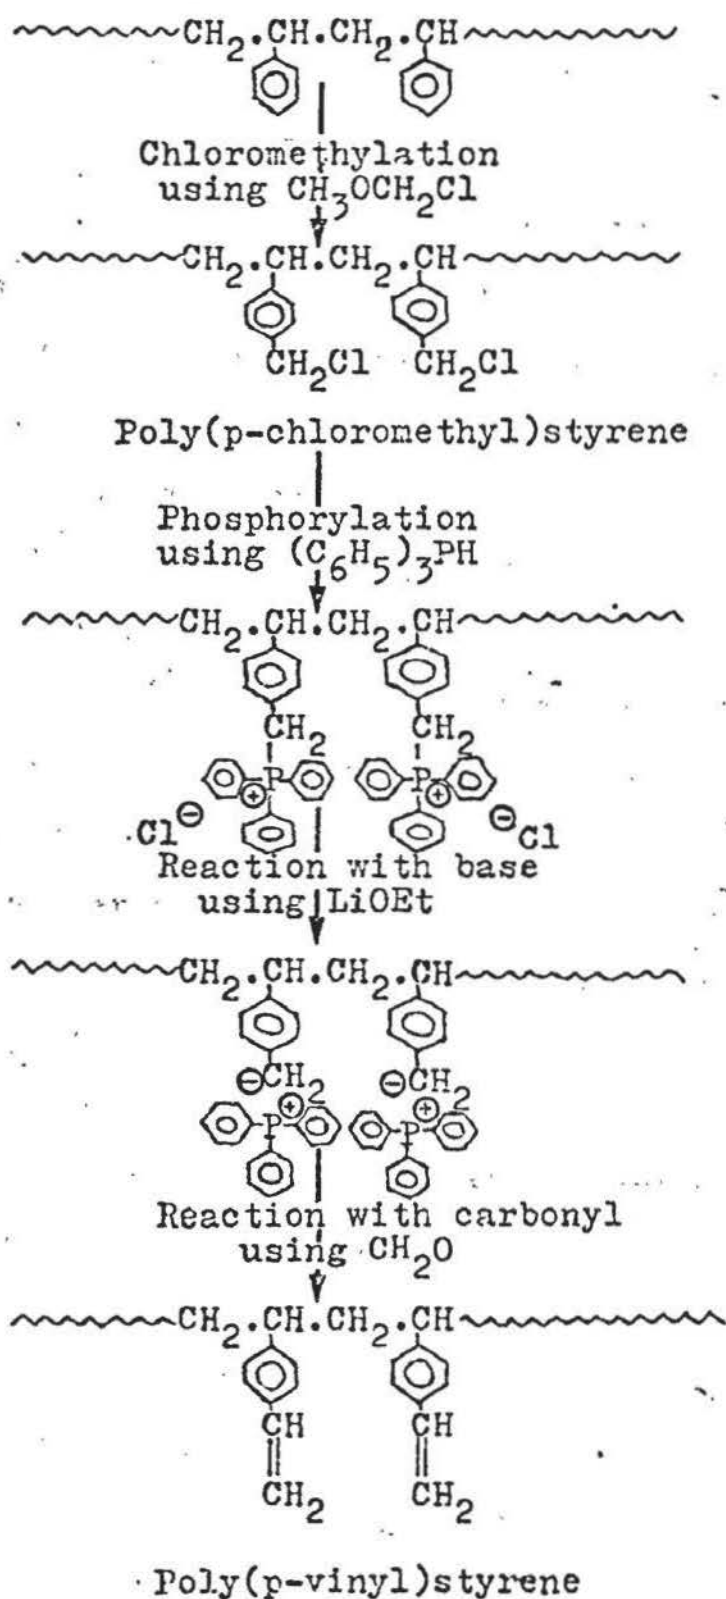 CH₂.CH.CH₂.CH
Chloromethylation
using CH₃OCH₂Cl
CH₂.CH.CH₂.CH
CH₂Cl CH₂Cl
Poly(p-chloromethyl)styrene
Phosphorylation
using (C₆H₅)₃PH
CH₂.CH.CH₂.CH
CH₂ CH₂
P P
⊕ ⊕
Cl⊖ ⊖Cl
Reaction with base
using LiOEt
CH₂.CH.CH₂.CH
⊖CH₂ ⊖CH₂
P⊕ P⊕
Reaction with carbonyl
using CH₂O
CH₂.CH.CH₂.CH
CH CH
CH₂ CH₂
Poly(p-vinyl)styrene